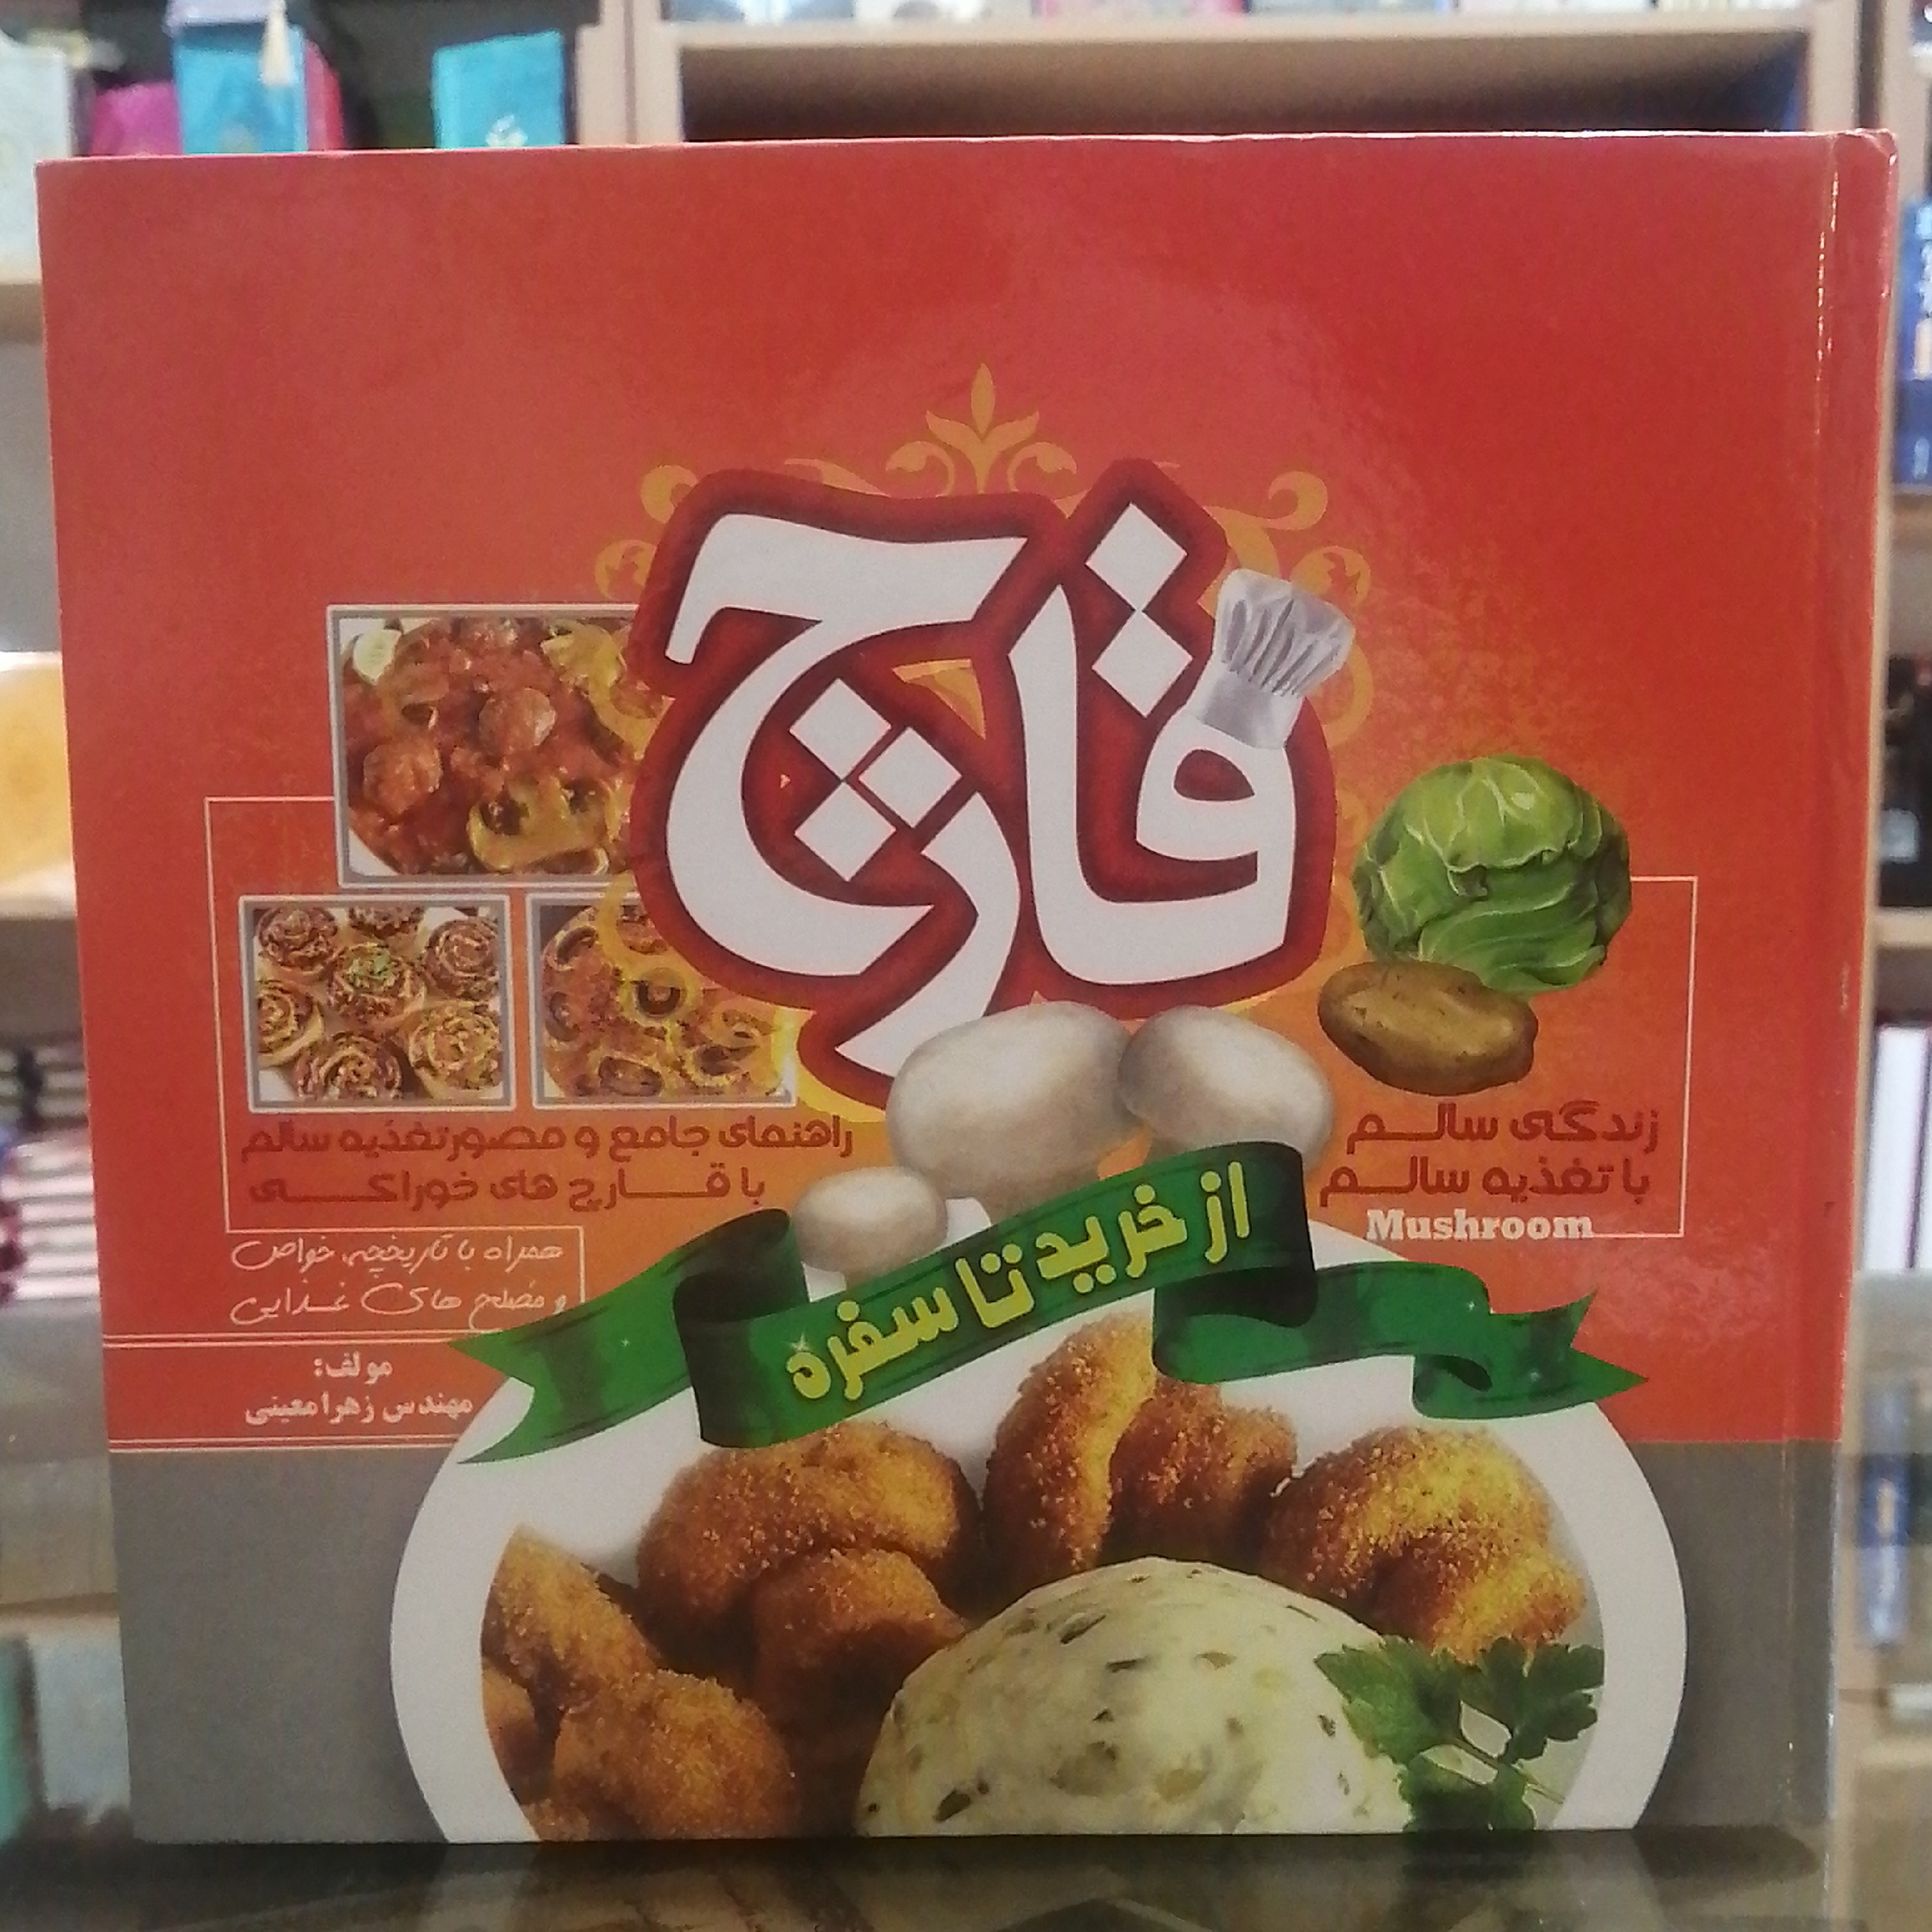 قارچ
زندگی سالم
با تغذیه سالم
Mushroom
راهنمای جامع و مصور تغذیه سالم
با قارچ های خوراکی
از خرید تا سفره
همراه با تاریخچه، خواص
و مصلح های غذایی
مولف:
مهندس زهرا معینی